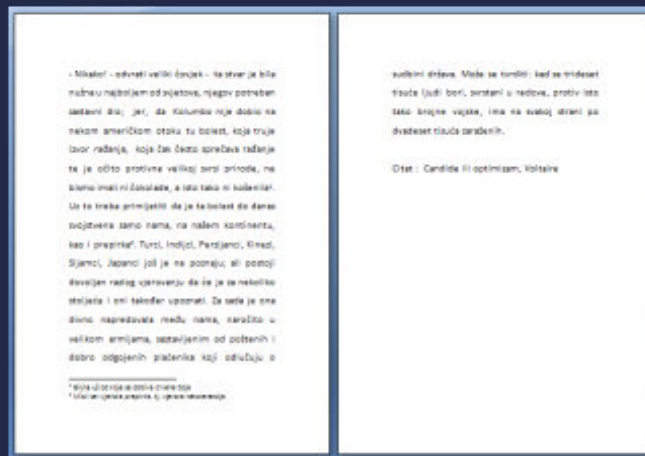 - Nikako! - odvrati veliki čovjek - ta stvar je bila
nužna u najboljem od svjetova, njegov potreban
sastavni dio; jer, da Kolumbo nije dobio na
nekom američkom otoku tu bolest, koja truje
izvor rađanja, koja čak često sprečava rađanje
te je očito protivna velikoj svrsi prirode, ne
bismo imali ni čokolade, a isto tako ni košenila¹.
Uz to treba primijetiti da je ta bolest do danas
svojstvena samo nama, na našem kontinentu,
kao i prepirka². Turci, Indijci, Perzijanci, Kinezi,
Sijamci, Japanci još je ne poznaju; ali postoji
dovoljan razlog vjerovanju da će je za nekoliko
stoljeća i oni također upoznati. Za sada je ona
divno napredovala među nama, naročito u
velikom armijama, sastavljenim od poštenih i
dobro odgojenih plaćenika koji odlučuju o
sudbini država. Može se tvrditi: kad se trideset
tisuća ljudi bori, svrstani u redove, protiv isto
tako brojne vojske, ima na svakoj strani po
dvadeset tisuća zaraženih.
Citat : Candide ili optimizam, Voltaire